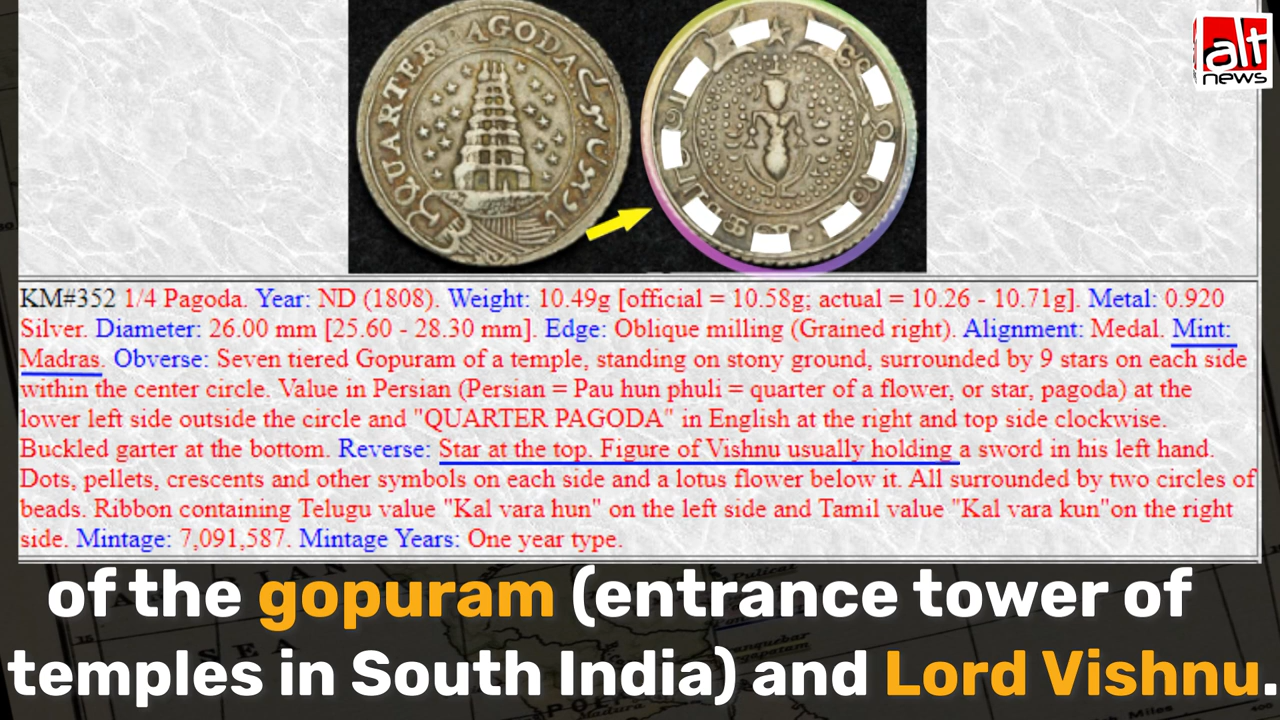 alt
news
QUARTER PAGODA
KM#352 1/4 Pagoda. Year: ND (1808). Weight: 10.49g [official = 10.58g; actual = 10.26 - 10.71g]. Metal: 0.920
Silver. Diameter: 26.00 mm [25.60 - 28.30 mm]. Edge: Oblique milling (Grained right). Alignment: Medal. Mint:
Madras. Obverse: Seven tiered Gopuram of a temple, standing on stony ground, surrounded by 9 stars on each side
within the center circle. Value in Persian (Persian = Pau hun phuli = quarter of a flower, or star, pagoda) at the
lower left side outside the circle and "QUARTER PAGODA" in English at the right and top side clockwise.
Buckled garter at the bottom. Reverse: Star at the top. Figure of Vishnu usually holding a sword in his left hand.
Dots, pellets, crescents and other symbols on each side and a lotus flower below it. All surrounded by two circles of
beads. Ribbon containing Telugu value "Kal vara hun" on the left side and Tamil value "Kal vara kun"on the right
side. Mintage: 7,091,587. Mintage Years: One year type.
of the gopuram (entrance tower of
temples in South India) and Lord Vishnu.